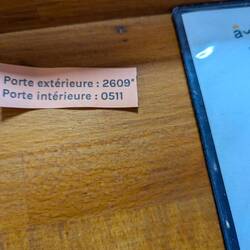 Porte extérieure : 2609*
Porte intérieure : 0511